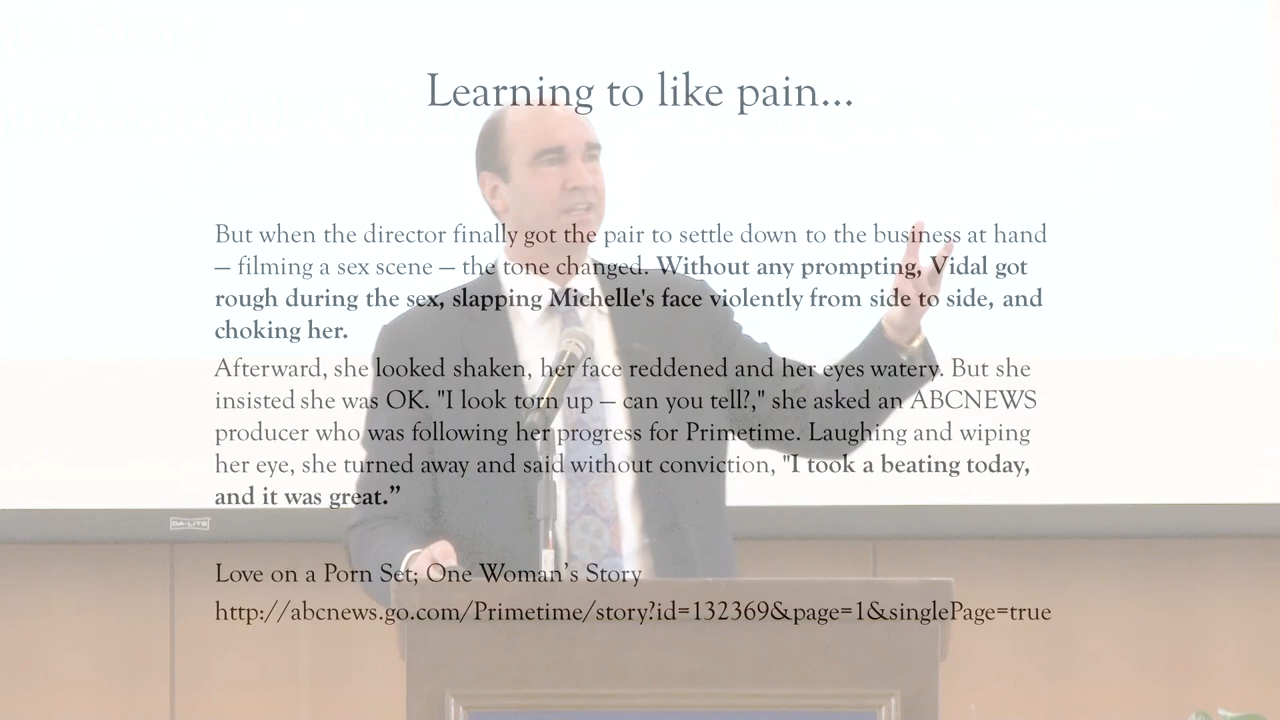 Learning to like pain...
But when the director finally got the pair to settle down to the business at hand
— filming a sex scene — the tone changed. Without any prompting, Vidal got
rough during the sex, slapping Michelle's face violently from side to side, and
choking her.
Afterward, she looked shaken, her face reddened and her eyes watery. But she
insisted she was OK. "I look torn up — can you tell?," she asked an ABCNEWS
producer who was following her progress for Primetime. Laughing and wiping
her eye, she turned away and said without conviction, "I took a beating today,
and it was great.”
DA-LITE
Love on a Porn Set; One Woman’s Story
http://abcnews.go.com/Primetime/story?id=132369&page=1&singlePage=true